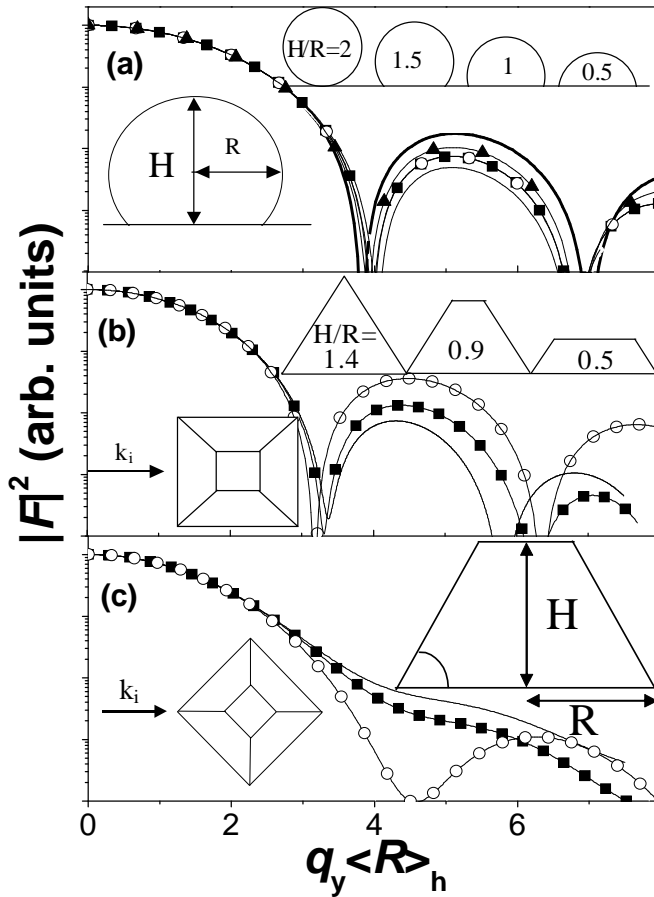 |F|² (arb. units)
(a)
H/R=2
1.5
1
0.5
H
R
(b)
H/R=
1.4
0.9
0.5
kᵢ
(c)
H
R
kᵢ
0
2
4
6
q_y<R>_h